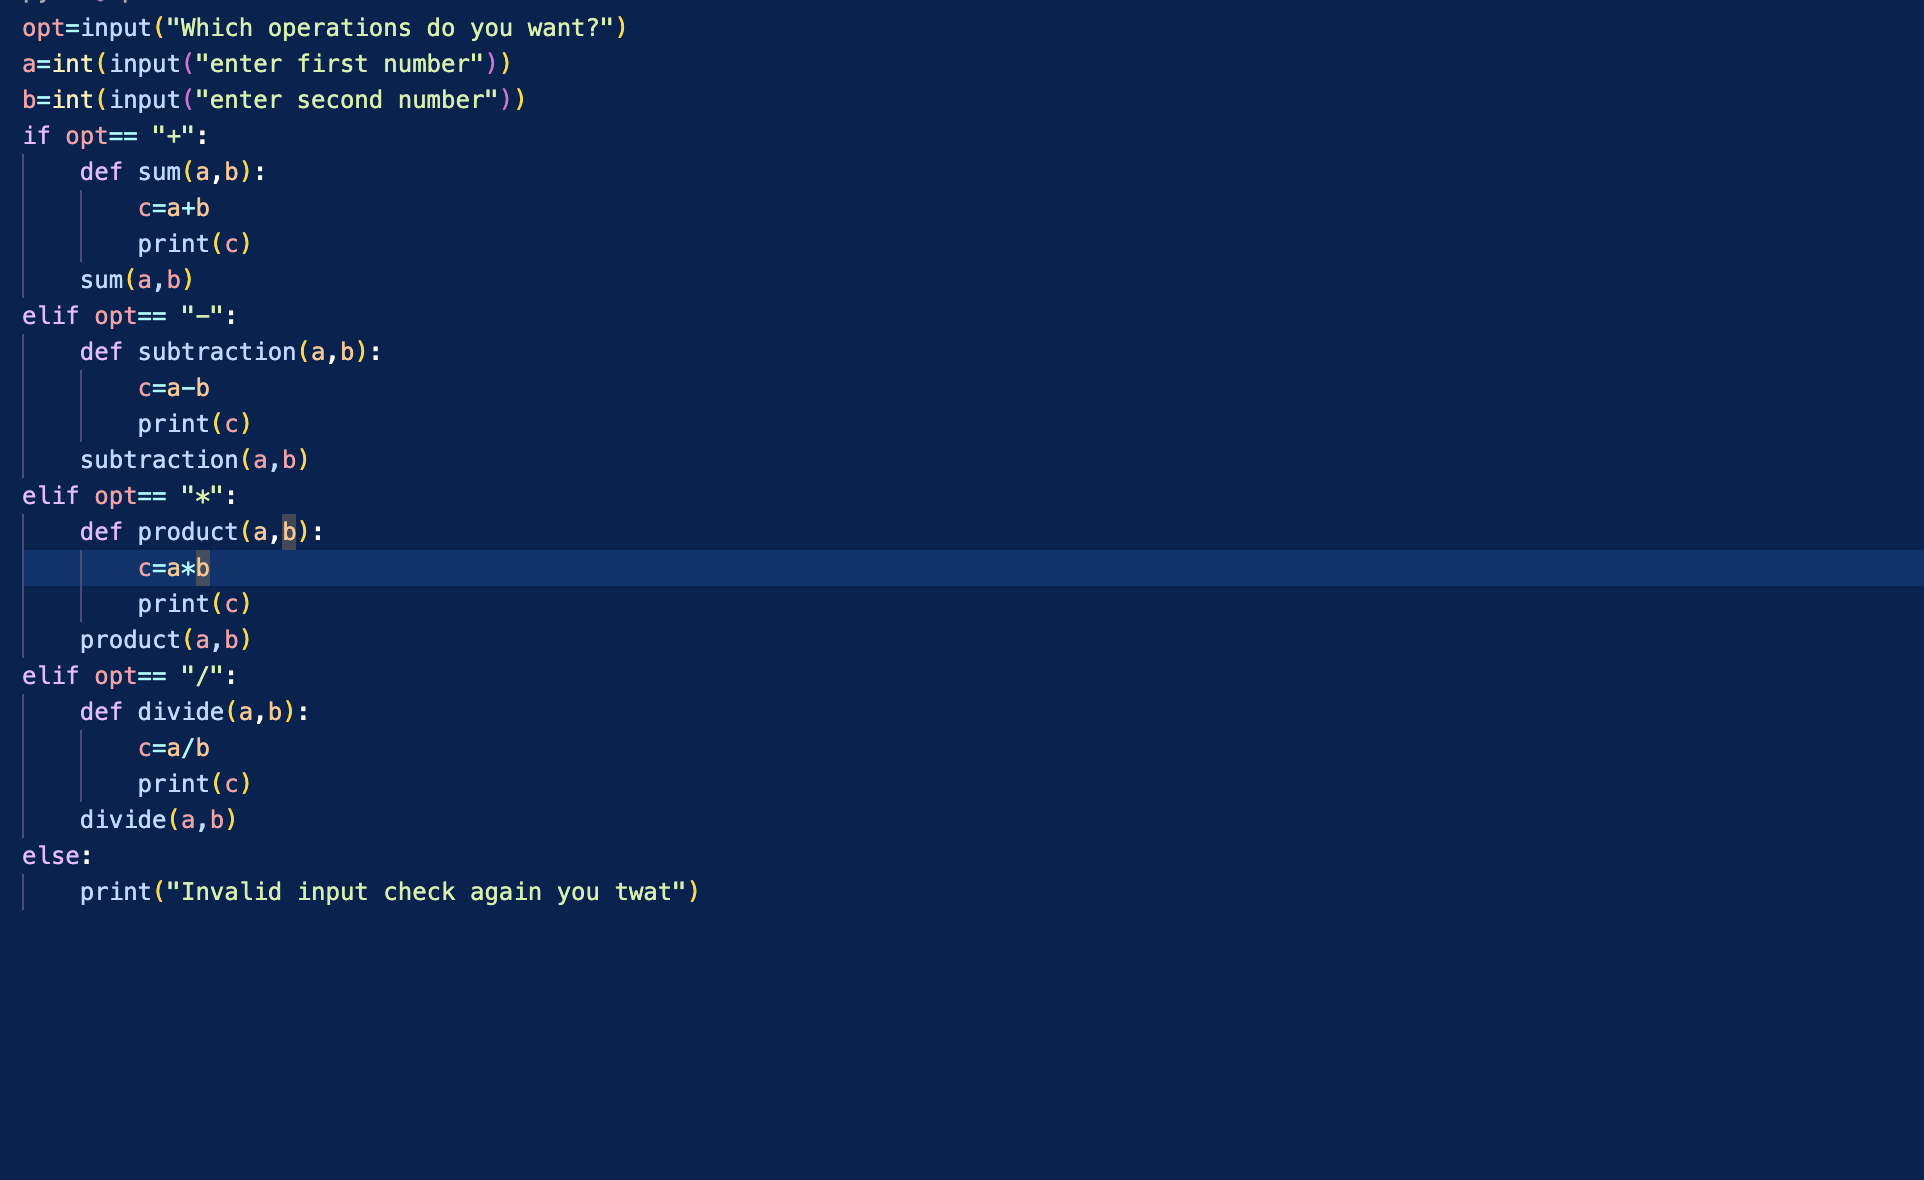 opt=input("Which operations do you want?")
a=int(input("enter first number"))
b=int(input("enter second number"))
if opt== "+":
    def sum(a,b):
        c=a+b
        print(c)
    sum(a,b)
elif opt== "-":
    def subtraction(a,b):
        c=a-b
        print(c)
    subtraction(a,b)
elif opt== "*":
    def product(a,b):
        c=a*b
        print(c)
    product(a,b)
elif opt== "/":
    def divide(a,b):
        c=a/b
        print(c)
    divide(a,b)
else:
    print("Invalid input check again you twat")